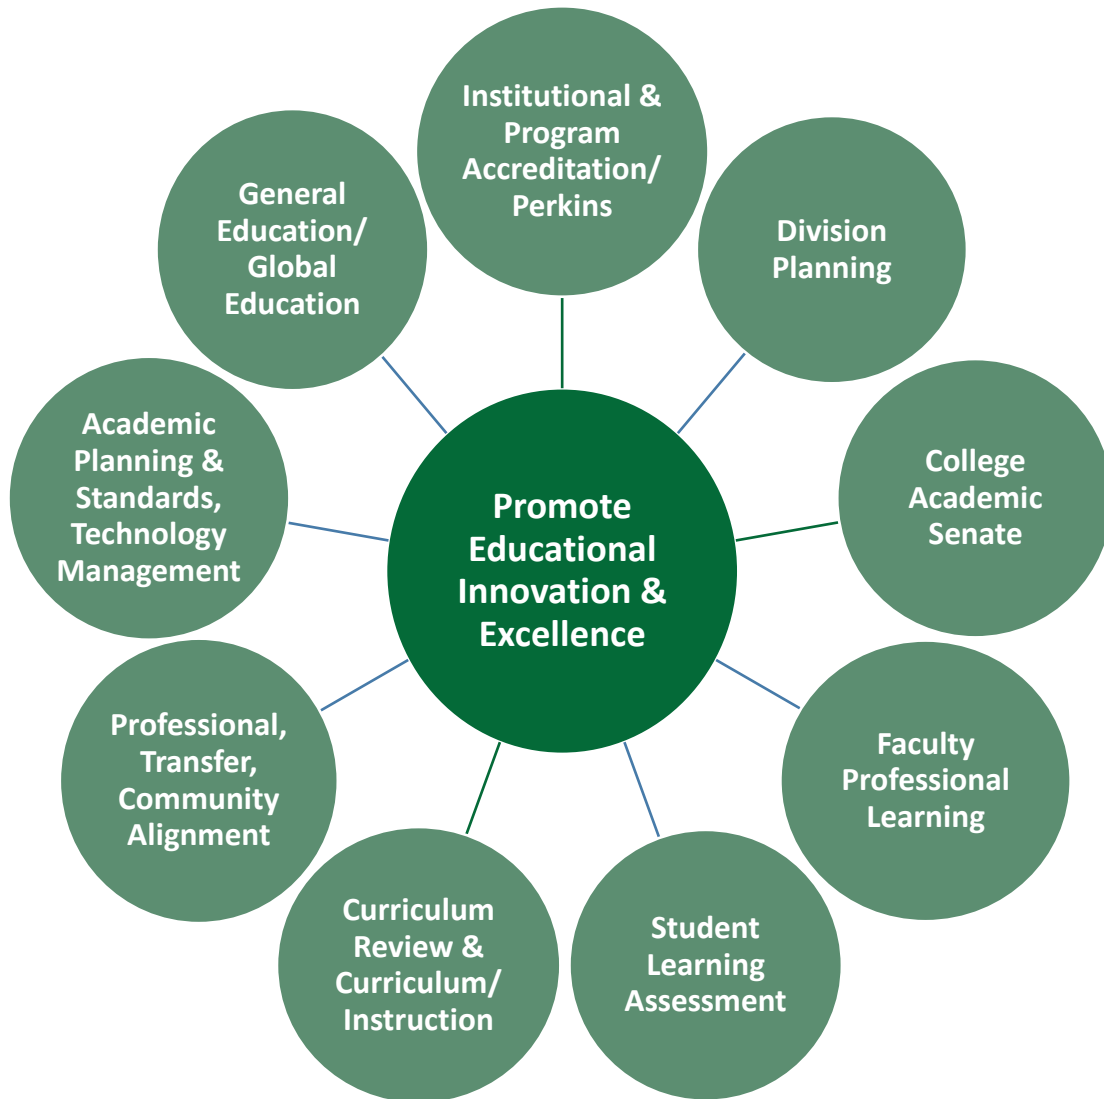 Institutional &
Program
Accreditation/
Perkins
Division
Planning
College
Academic
Senate
Faculty
Professional
Learning
Student
Learning
Assessment
Curriculum
Review &
Curriculum/
Instruction
Professional,
Transfer,
Community
Alignment
Academic
Planning &
Standards,
Technology
Management
General
Education/
Global
Education
Promote
Educational
Innovation &
Excellence